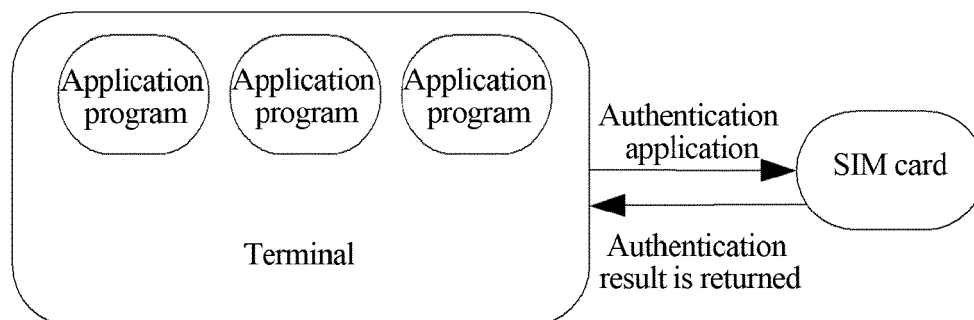 Application
program
Application
program
Application
program
Authentication
application
SIM card
Terminal
Authentication
result is returned